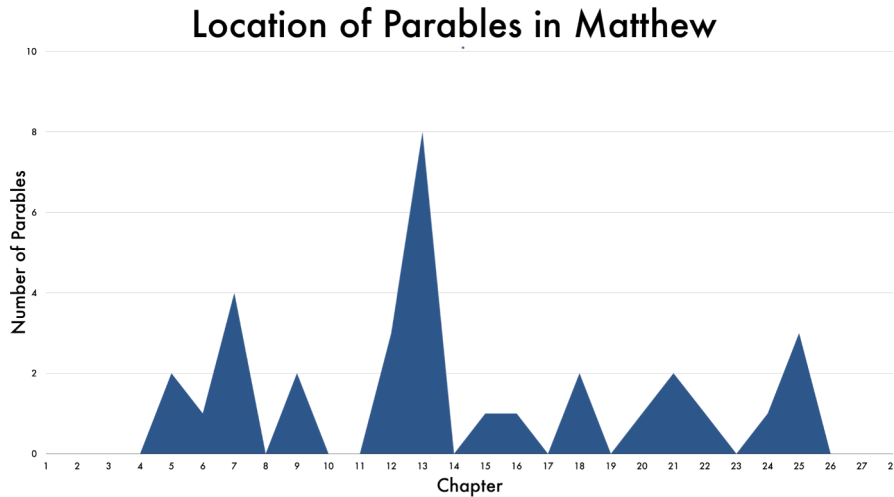 Location of Parables in Matthew
10
8
6
4
2
0
Number of Parables
1 2 3 4 5 6 7 8 9 10 11 12 13 14 15 16 17 18 19 20 21 22 23 24 25 26 27
Chapter